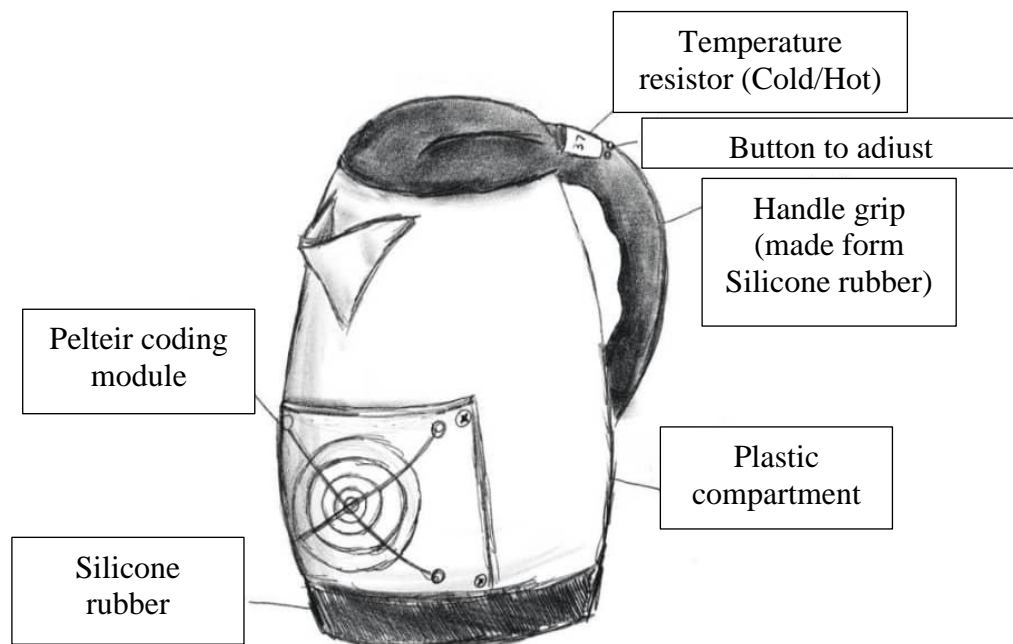 Temperature
resistor (Cold/Hot)
37
Button to adiust
Handle grip
(made form
Silicone rubber)
Pelteir coding
module
Plastic
compartment
Silicone
rubber